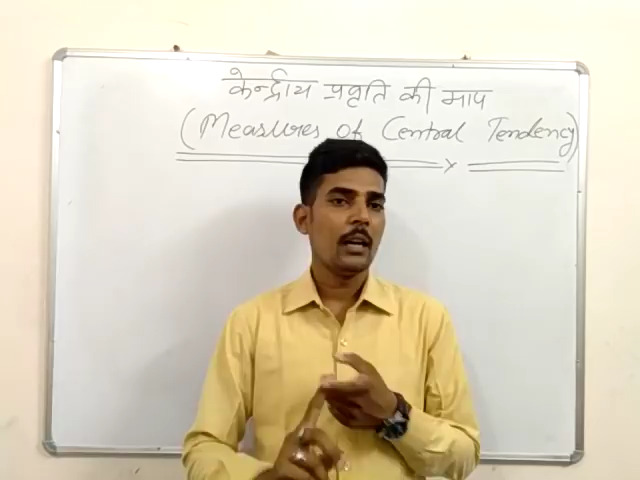 केन्द्रीय प्रवृति की माप
(Measures of Central Tendency)